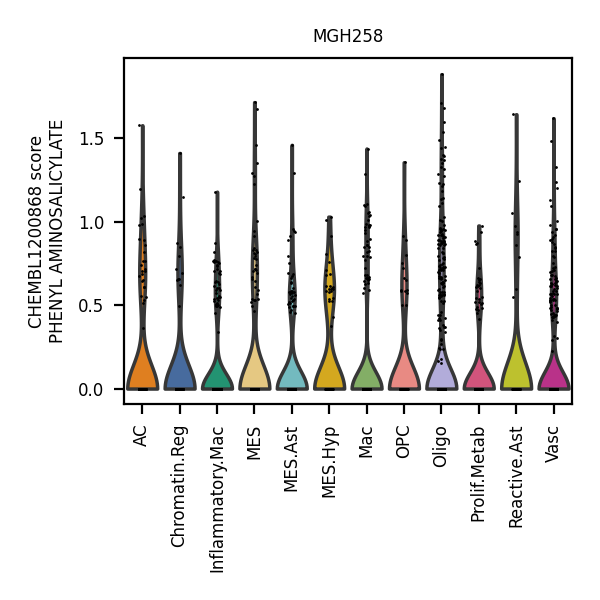 MGH258
CHEMBL1200868 score
PHENYL AMINOSALICYLATE
1.5
1.0
0.5
0.0
AC
Chromatin.Reg
Inflammatory.Mac
MES
MES.Ast
MES.Hyp
Mac
OPC
Oligo
Prolif.Metab
Reactive.Ast
Vasc